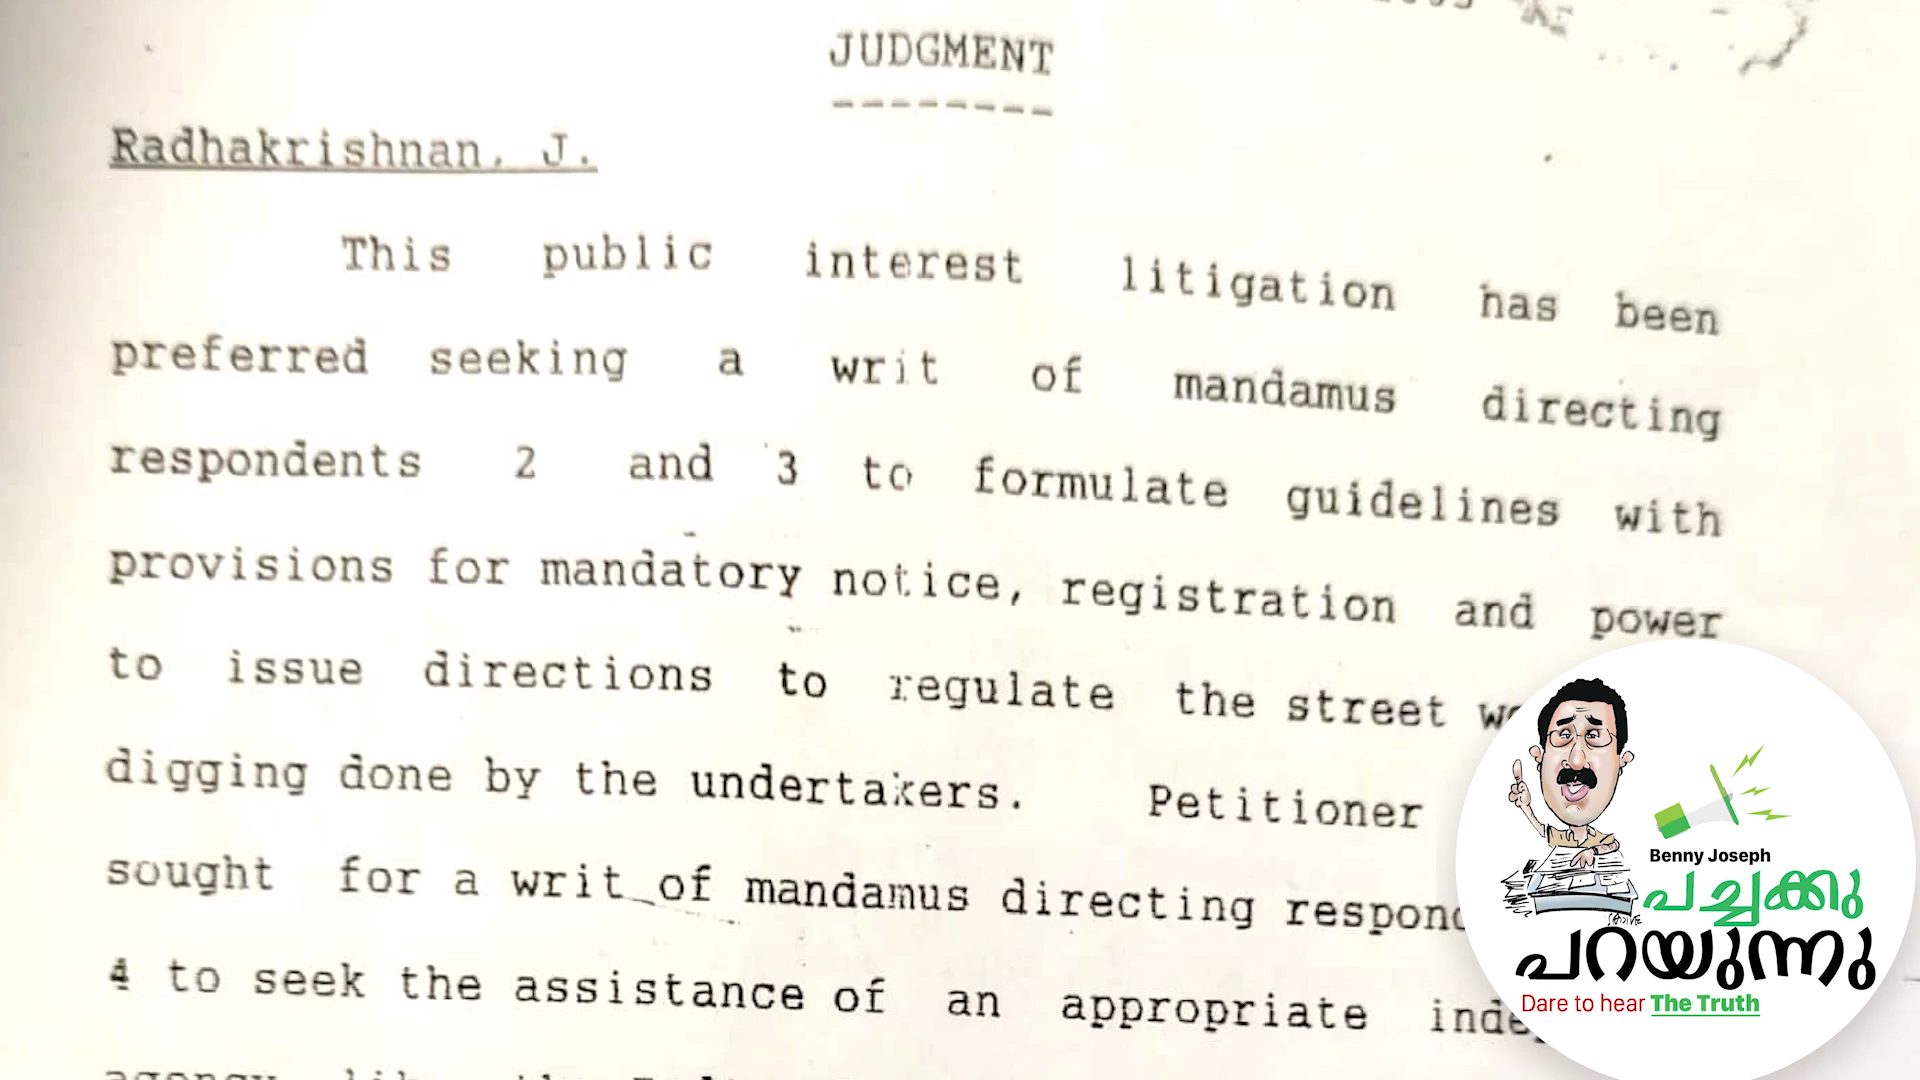 JUDGMENT
--------
Radhakrishnan, J.
This public interest litigation has been
preferred seeking a writ of mandamus directing
respondents 2 and 3 to formulate guidelines with
provisions for mandatory notice, registration and power
to issue directions to regulate the street
digging done by the undertakers. Petitioner
sought for a writ of mandamus directing
4 to seek the assistance of an appropriate
Benny Joseph
പച്ചക്കു
പറയുന്നു
Dare to hear The Truth